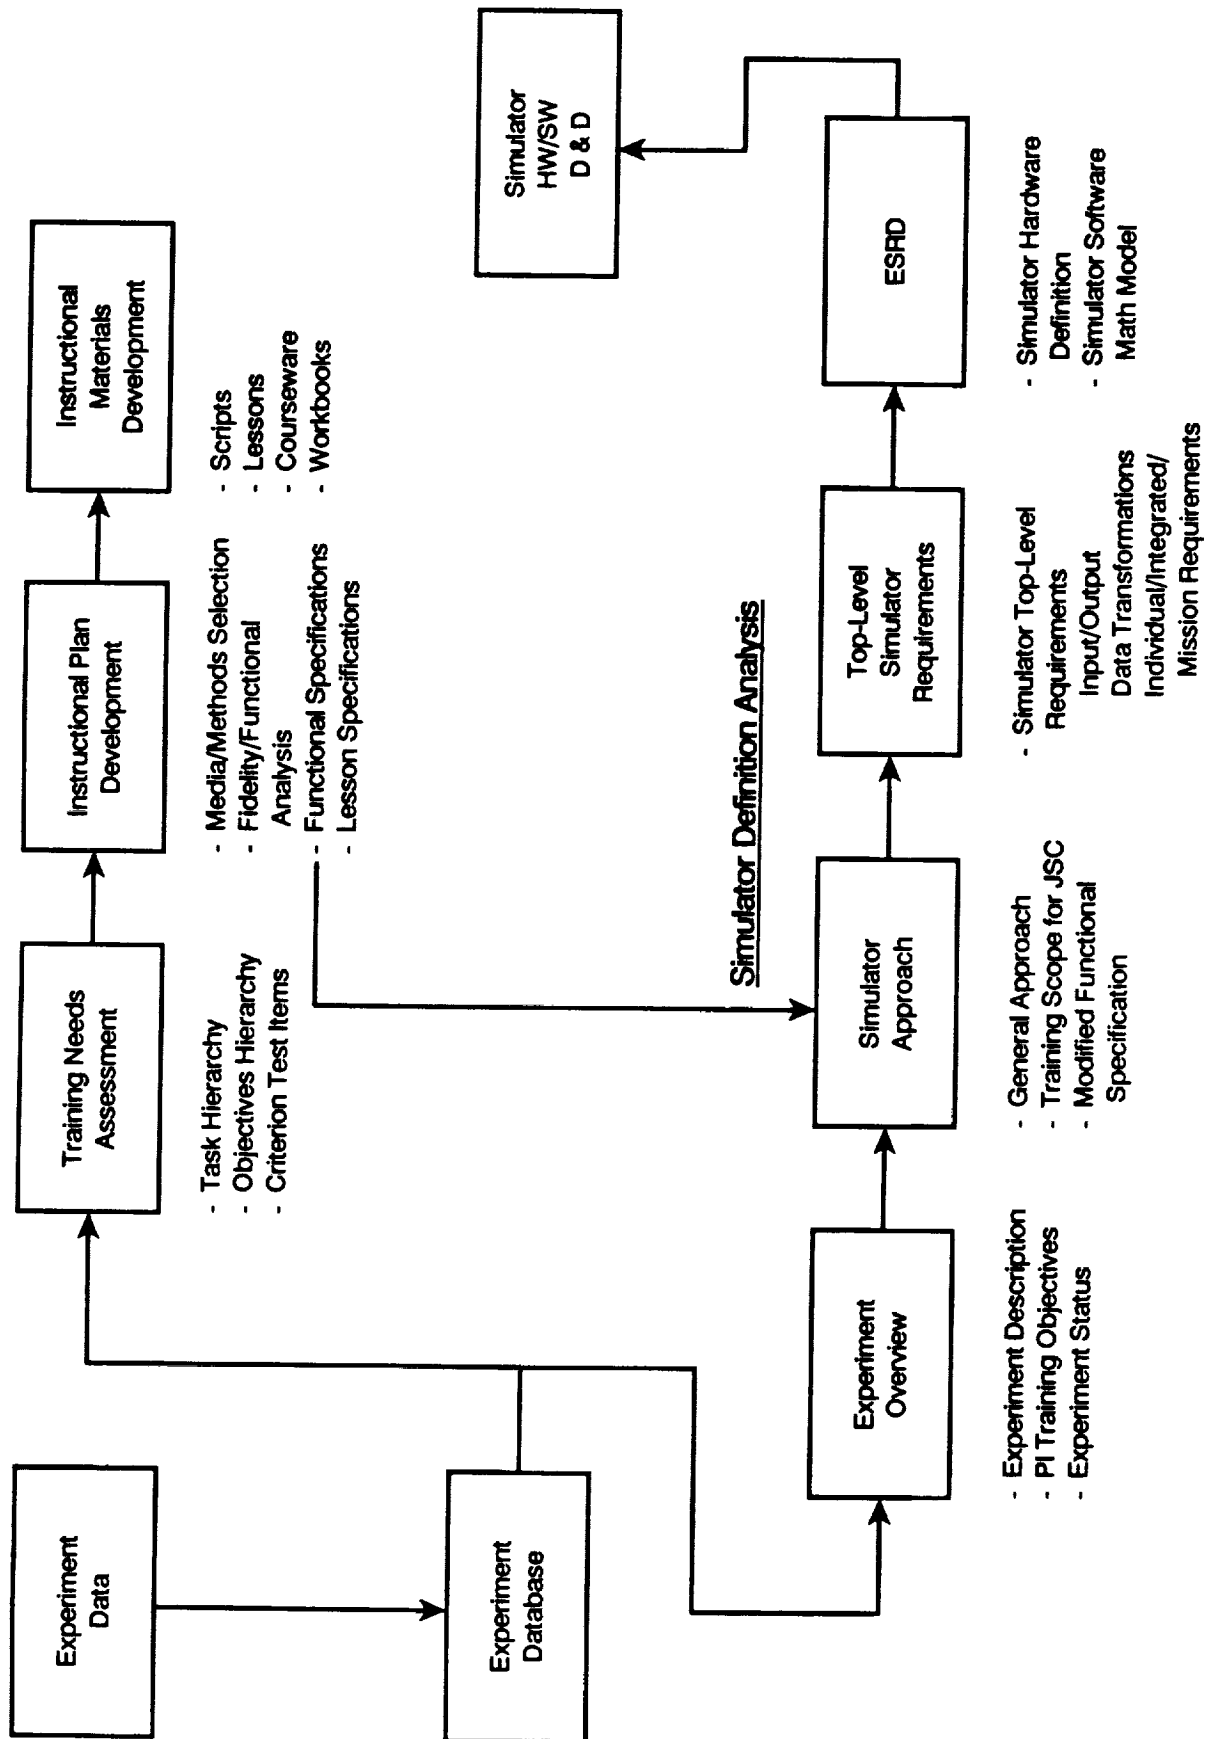 Experiment
Data
Experiment
Database
Training Needs
Assessment
- Task Hierarchy
- Objectives Hierarchy
- Criterion Test Items
Instructional Plan
Development
- Media/Methods Selection
- Fidelity/Functional
Analysis
- Functional Specifications
- Lesson Specifications
Instructional
Materials
Development
- Scripts
- Lessons
- Courseware
- Workbooks
Simulator Definition Analysis
Experiment
Overview
- Experiment Description
- PI Training Objectives
- Experiment Status
Simulator
Approach
- General Approach
- Training Scope for JSC
- Modified Functional
Specification
Top-Level
Simulator
Requirements
- Simulator Top-Level
Requirements
Input/Output
Data Transformations
Individual/Integrated/
Mission Requirements
ESRD
- Simulator Hardware
Definition
- Simulator Software
Math Model
Simulator
HW/SW
D & D